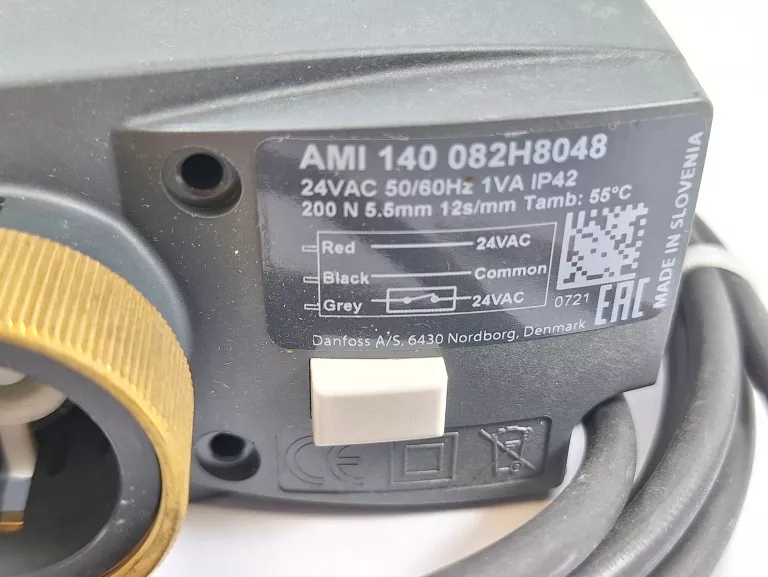 AMI 140 082H8048
24VAC 50/60Hz 1VA IP42
200 N 5.5mm 12s/mm Tamb: 55°C
Red 24VAC
Black Common
Grey 24VAC
0721
EAC
MADE IN SLOVENIA
Danfoss A/S, 6430 Nordborg, Denmark
CE